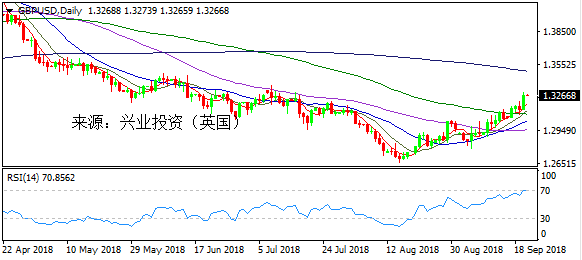 GBPUSD,Daily 1.32688 1.32739 1.32659 1.32668
1.38500
1.35525
1.32668
1.29490
1.26515
来源：兴业投资（英国）
RSI(14) 70.8562
100
70
30
0
22 Apr 2018 10 May 2018 29 May 2018 17 Jun 2018 5 Jul 2018 24 Jul 2018 12 Aug 2018 30 Aug 2018 18 Sep 2018